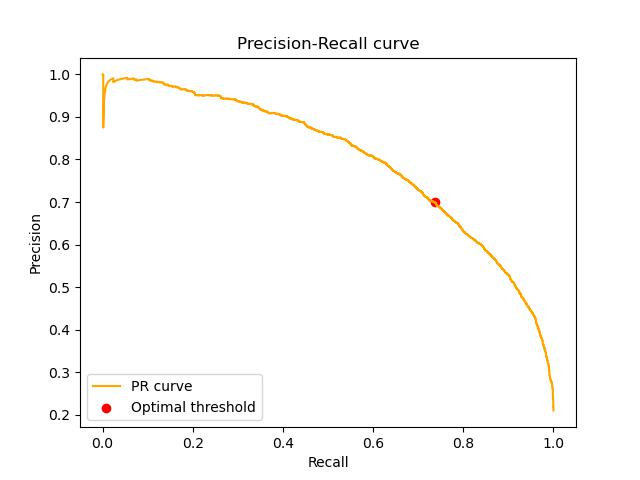 Precision-Recall curve
1.0
0.9
0.8
0.7
0.6
0.5
0.4
0.3
0.2
Precision
PR curve
Optimal threshold
0.0 0.2 0.4 0.6 0.8 1.0
Recall